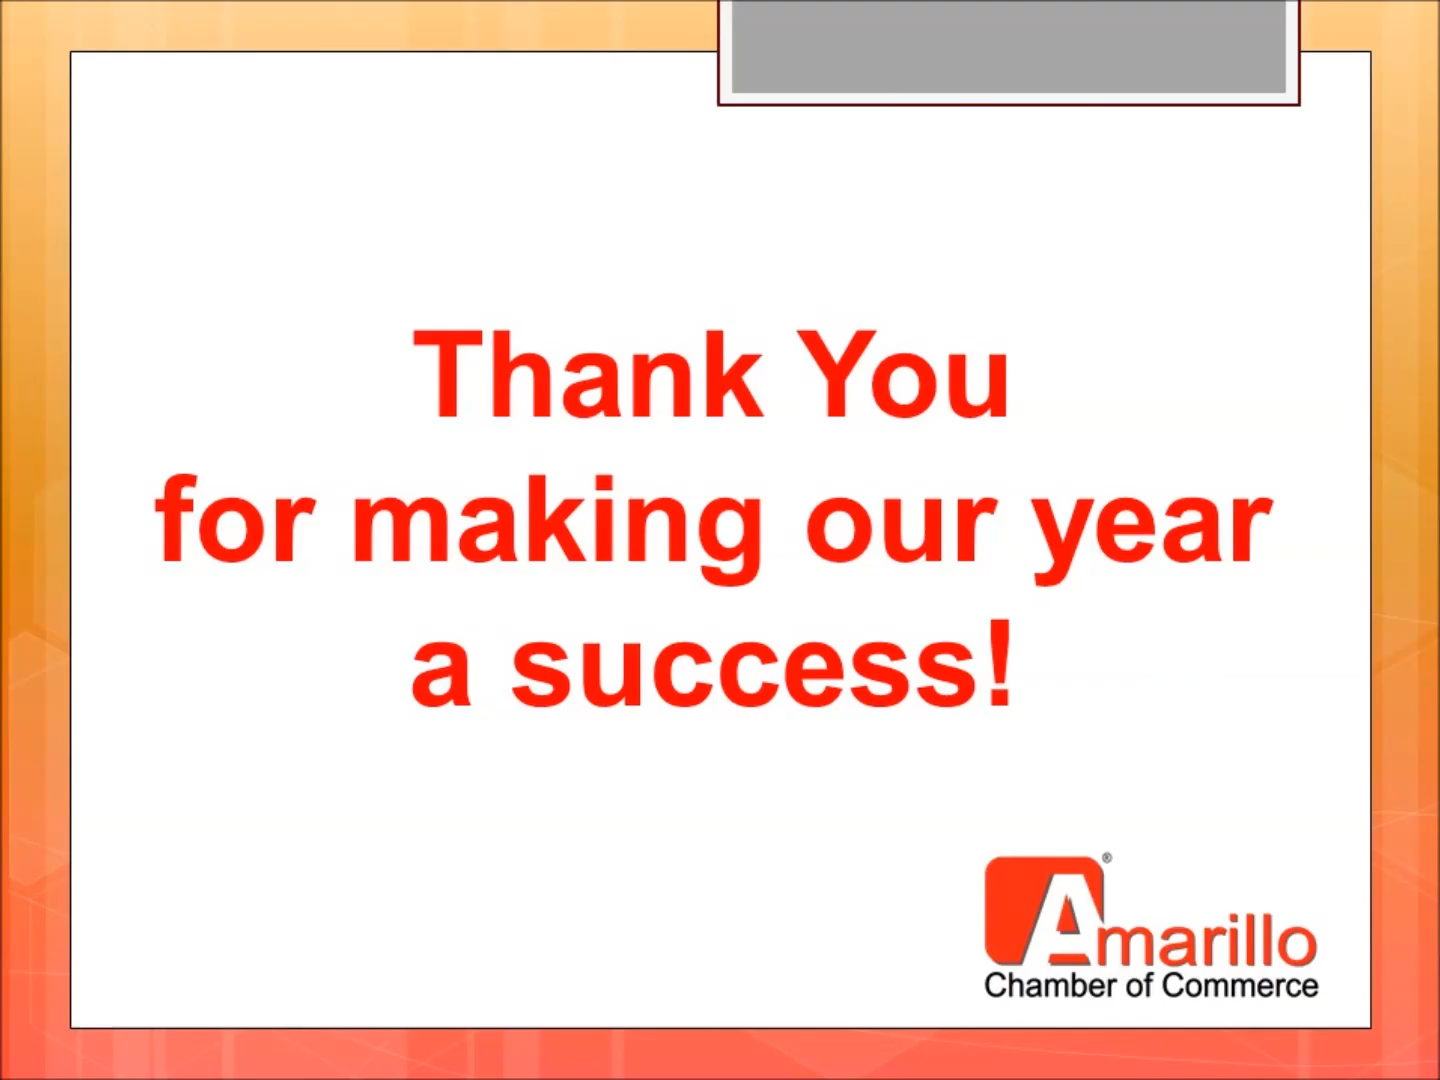 Thank You
for making our year
a success!
Amarillo®
Chamber of Commerce